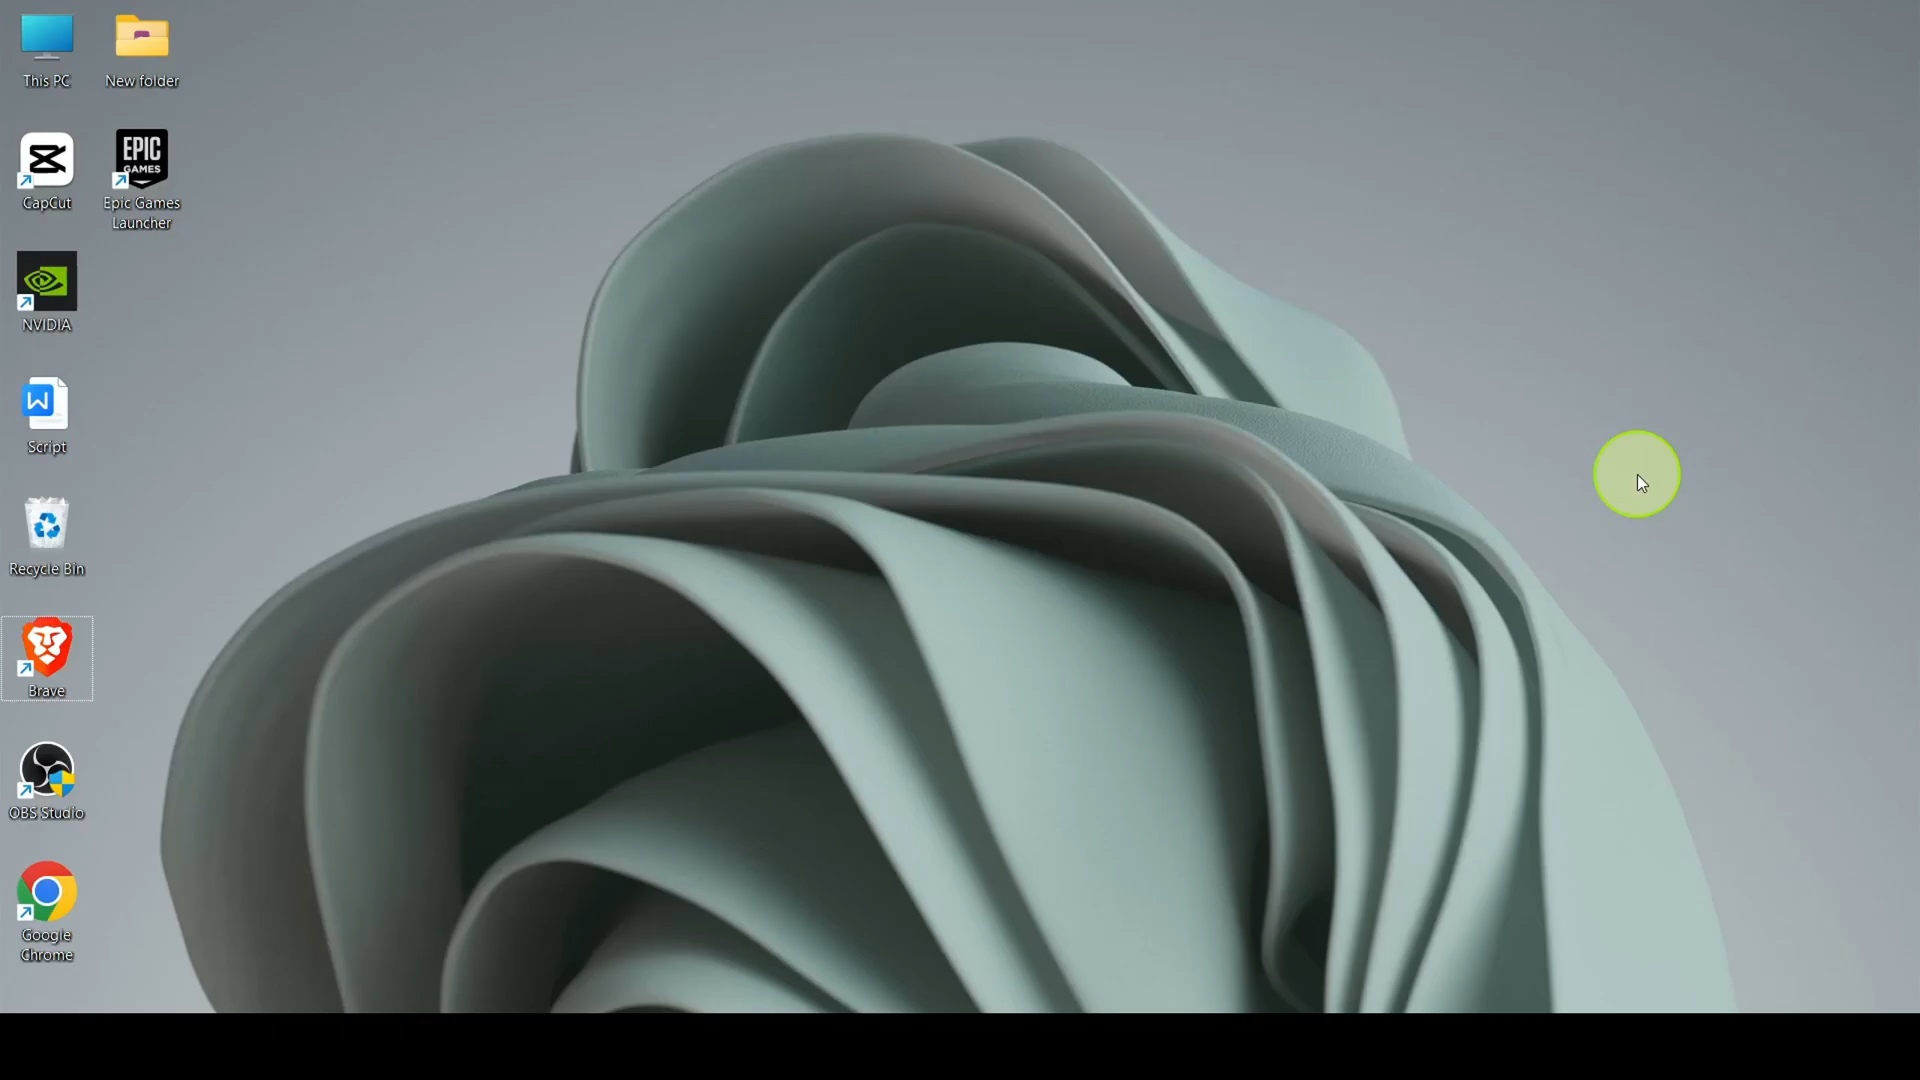 This PC
New folder
CapCut
EPIC
GAMES
Epic Games
Launcher
NVIDIA
W
Script
Recycle Bin
Brave
OBS Studio
Google
Chrome